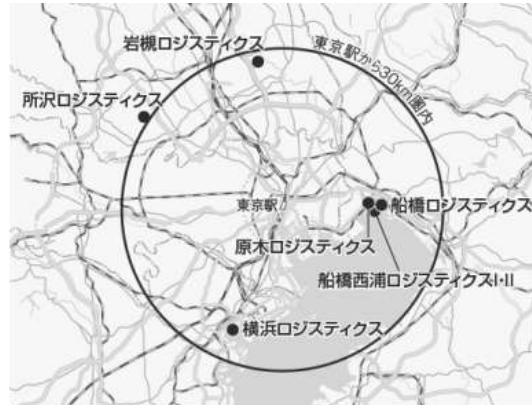 岩槻ロジスティクス
東京駅から30km圏内
所沢ロジスティクス
東京駅
船橋ロジスティクス
原木ロジスティクス
船橋西浦ロジスティクスI・II
横浜ロジスティクス